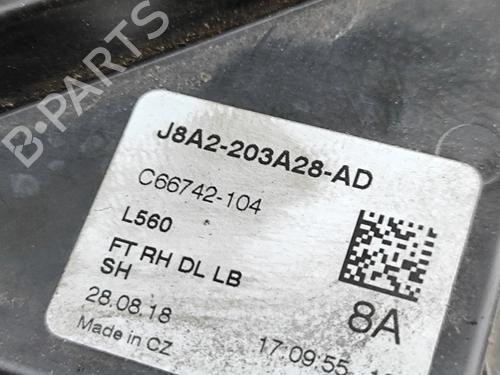 B-PARTS
J8A2-203A28-AD
C66742-104
L560
FT RH DL LB
SH
28.08.18
8A
Made in CZ
17:09:55